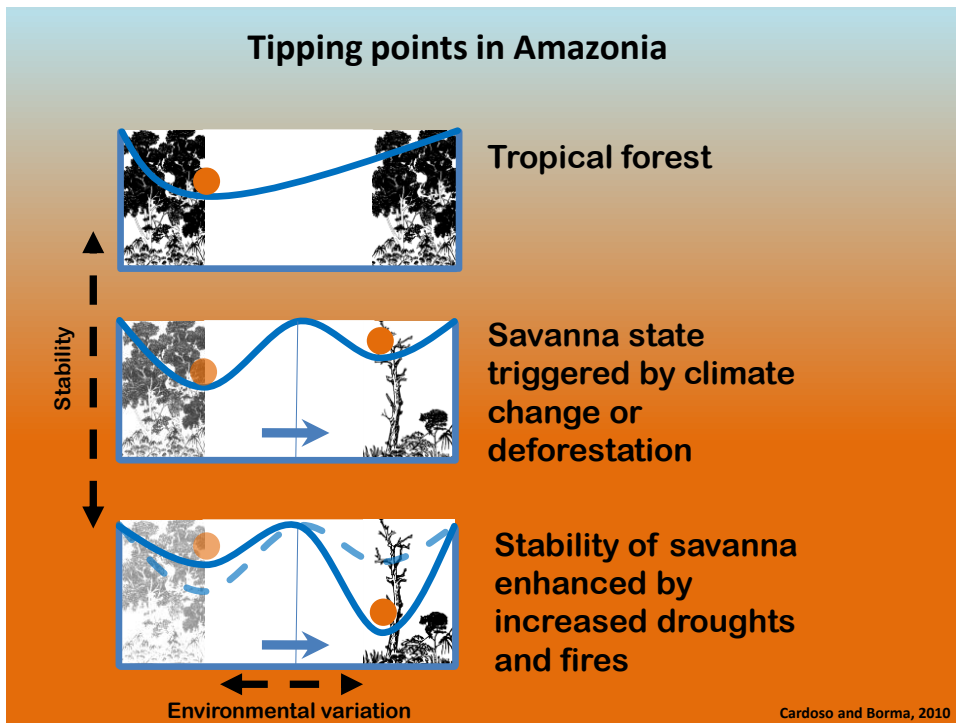 Tipping points in Amazonia
Tropical forest
Stability
Savanna state
triggered by climate
change or
deforestation
Stability of savanna
enhanced by
increased droughts
and fires
Environmental variation
Cardoso and Borma, 2010